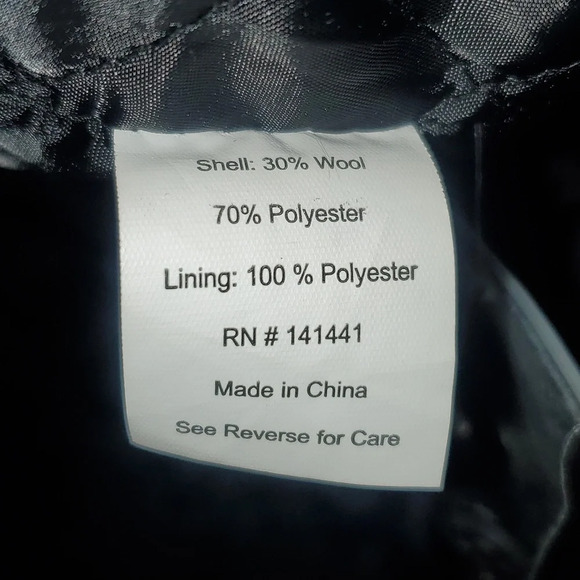 Shell: 30% Wool
70% Polyester
Lining: 100 % Polyester
RN # 141441
Made in China
See Reverse for Care